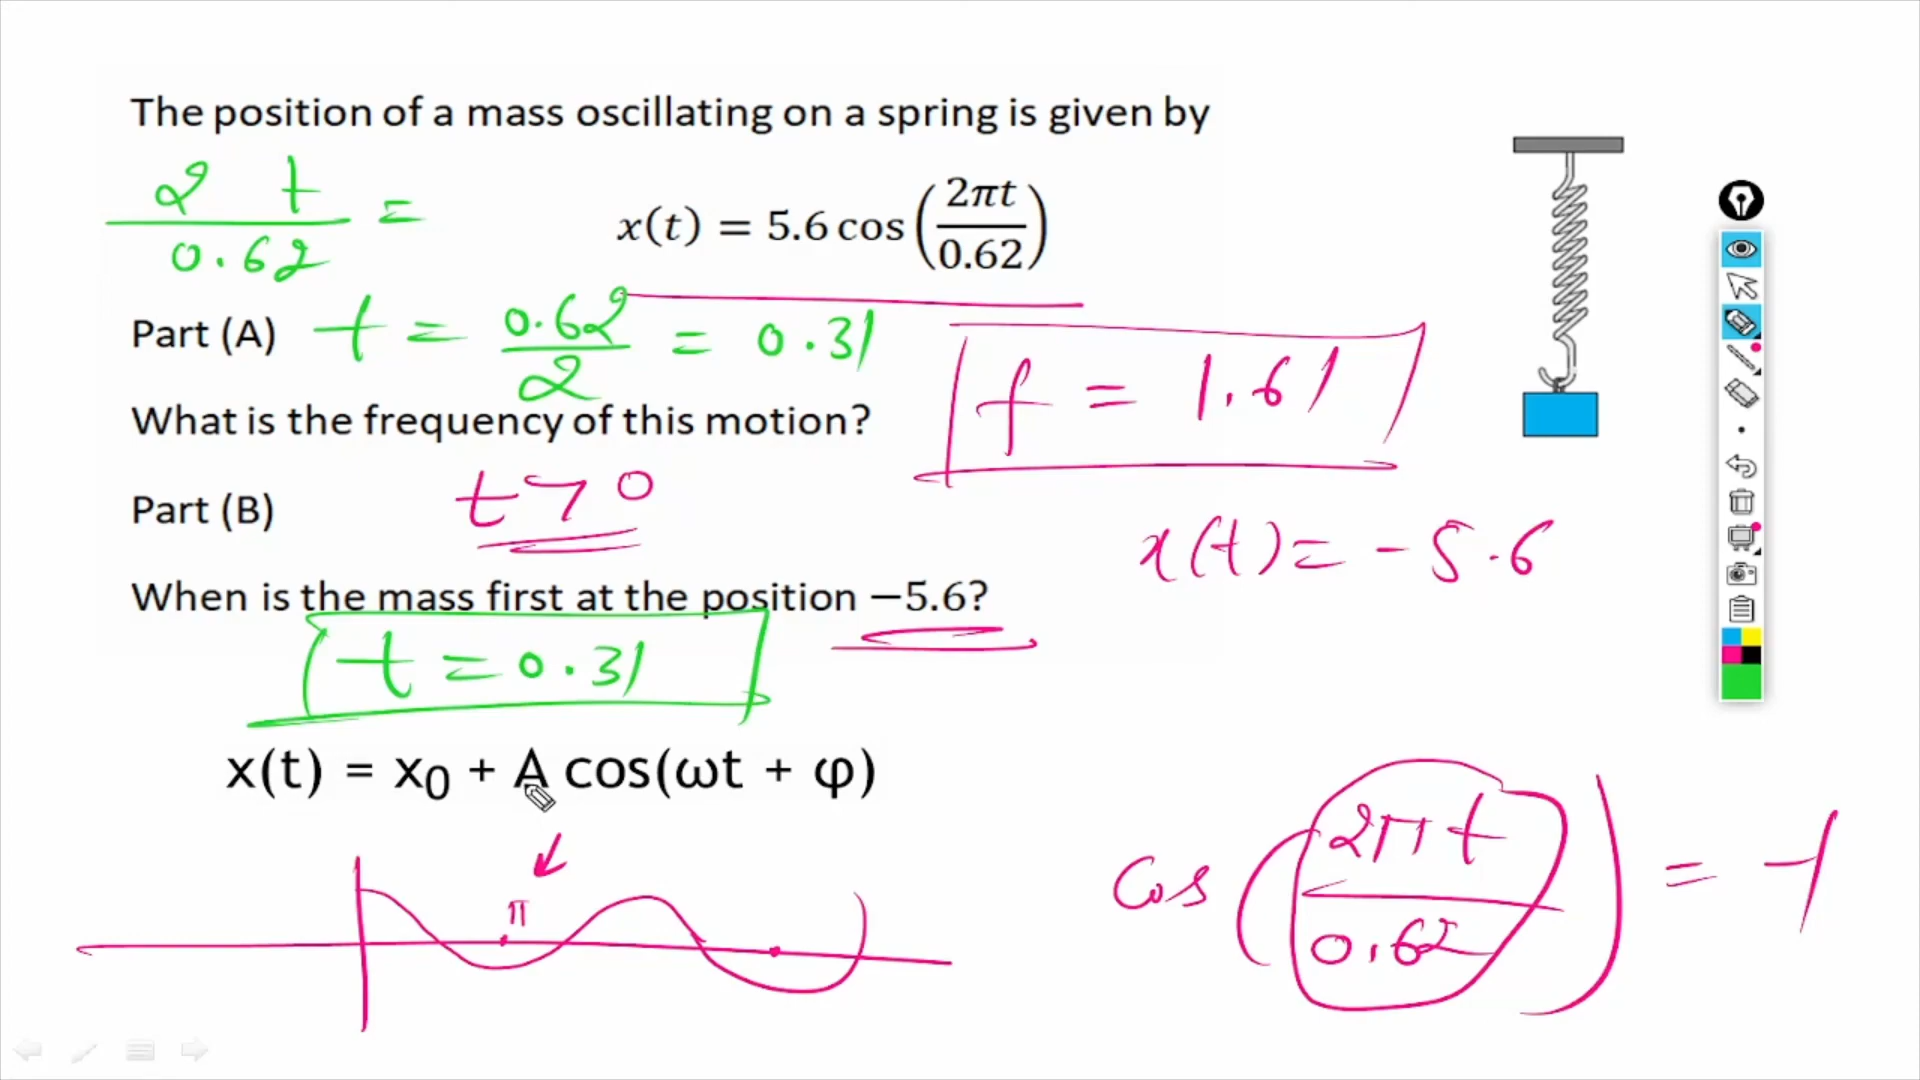 The position of a mass oscillating on a spring is given by
2 t / 0.62 =
x(t) = 5.6 cos(2πt / 0.62)
Part (A)
t = 0.62 / 2 = 0.31
f = 1.61
What is the frequency of this motion?
Part (B)
t > 0
x(t) = -5.6
When is the mass first at the position −5.6?
t = 0.31
x(t) = x₀ + A cos(ωt + φ)
π
cos(2πt / 0.62) = -1